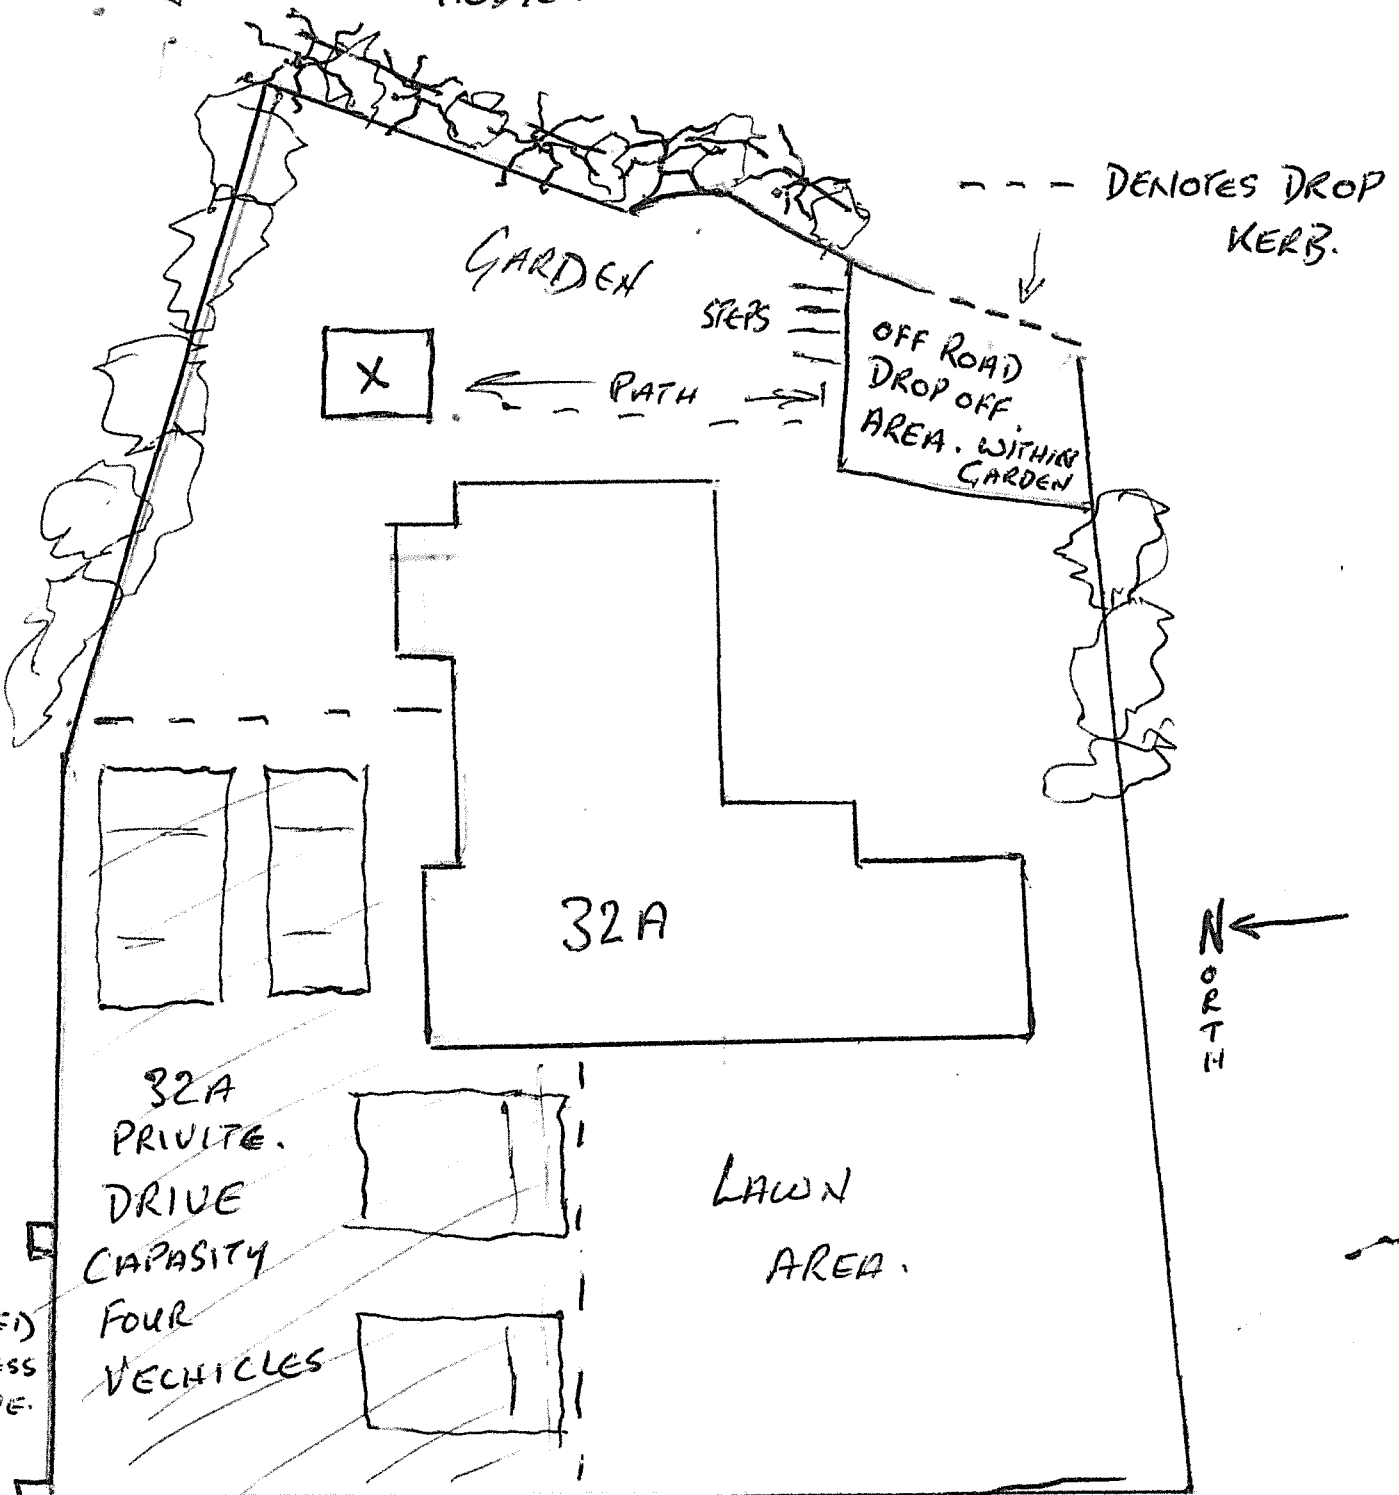 --- DENOTES DROP
KERB.
GARDEN
STEPS
OFF ROAD
DROP OFF.
AREA. WITHIN
GARDEN
X
PATH
32A
N
O
R
T
H
32A
PRIVITE.
DRIVE
CAPASITY
FOUR
VECHICLES
LAWN
AREA.